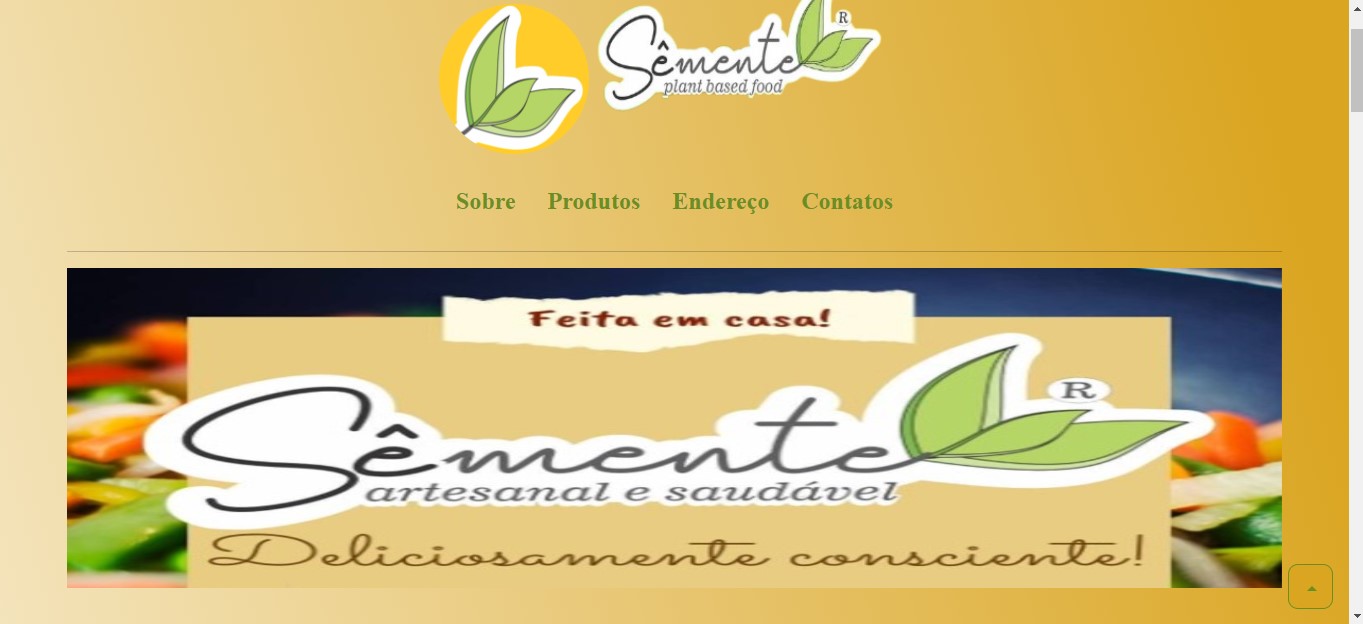 Sêmente R
plant based food
Sobre Produtos Endereço Contatos
Feita em casa!
Sêmente R
artesanal e saudável
Deliciosamente consciente!